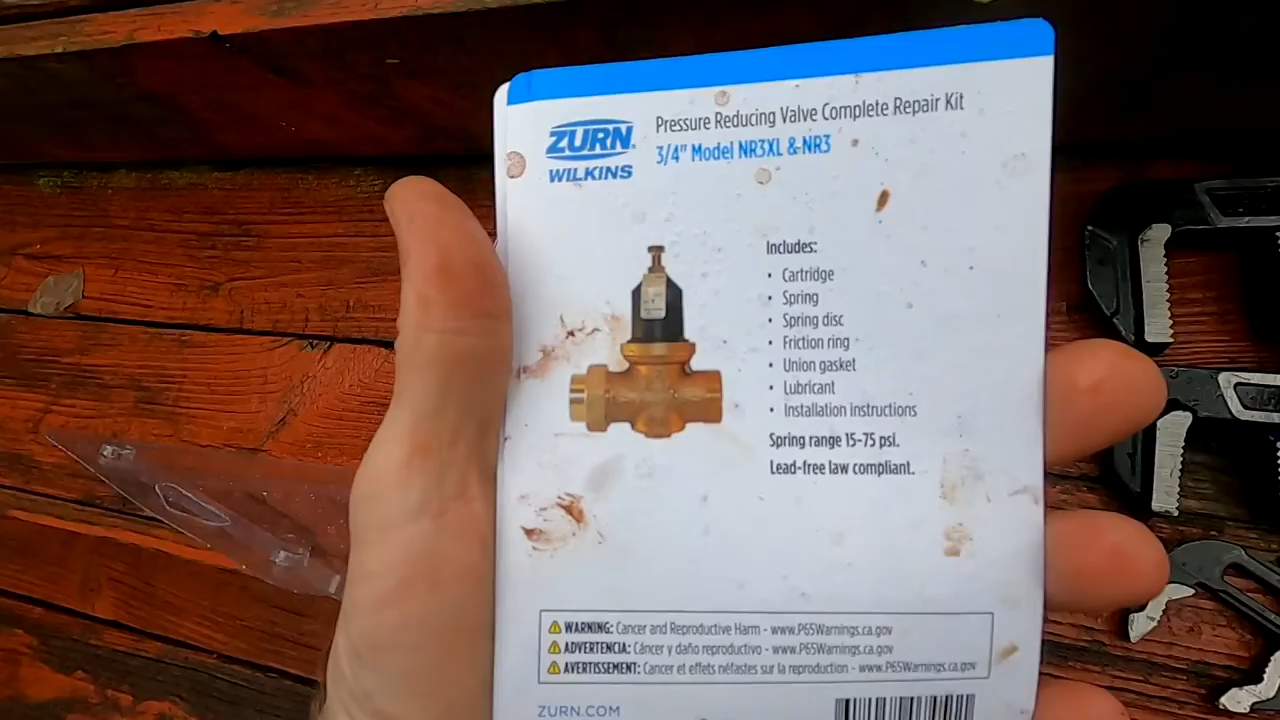 ZURN
WILKINS
Pressure Reducing Valve Complete Repair Kit
3/4" Model NR3XL & NR3
Includes:
• Cartridge
• Spring
• Spring disc
• Friction ring
• Union gasket
• Lubricant
• Installation instructions
Spring range 15-75 psi.
Lead-free law compliant.
WARNING: Cancer and Reproductive Harm - www.P65Warnings.ca.gov
ADVERTENCIA: Cáncer y daño reproductivo - www.P65Warnings.ca.gov
AVERTISSEMENT: Cancer et effets néfastes sur la reproduction - www.P65Warnings.ca.gov
ZURN.COM